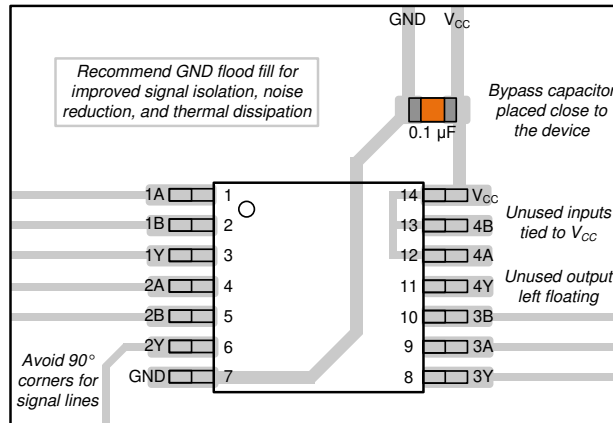 GND V_CC
Recommend GND flood fill for
improved signal isolation, noise
reduction, and thermal dissipation
Bypass capacitor
placed close to
the device
0.1 µF
1A 1 14 V_CC
1B 2 13 4B
1Y 3 12 4A
2A 4 11 4Y
2B 5 10 3B
2Y 6 9 3A
GND 7 8 3Y
Unused inputs
tied to V_CC
Unused output
left floating
Avoid 90°
corners for
signal lines